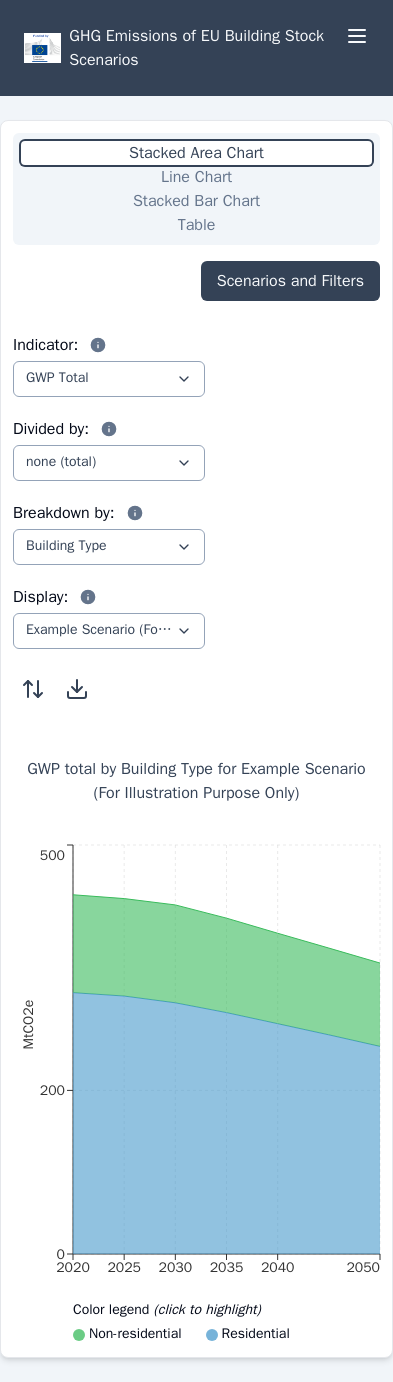 GHG Emissions of EU Building Stock
Scenarios
Stacked Area Chart
Line Chart
Stacked Bar Chart
Table
Scenarios and Filters
Indicator:
GWP Total
Divided by:
none (total)
Breakdown by:
Building Type
Display:
Example Scenario (Fo···
GWP total by Building Type for Example Scenario
(For Illustration Purpose Only)
500
MtCO2e
200
0
2020 2025 2030 2035 2040 2050
Color legend (click to highlight)
Non-residential Residential